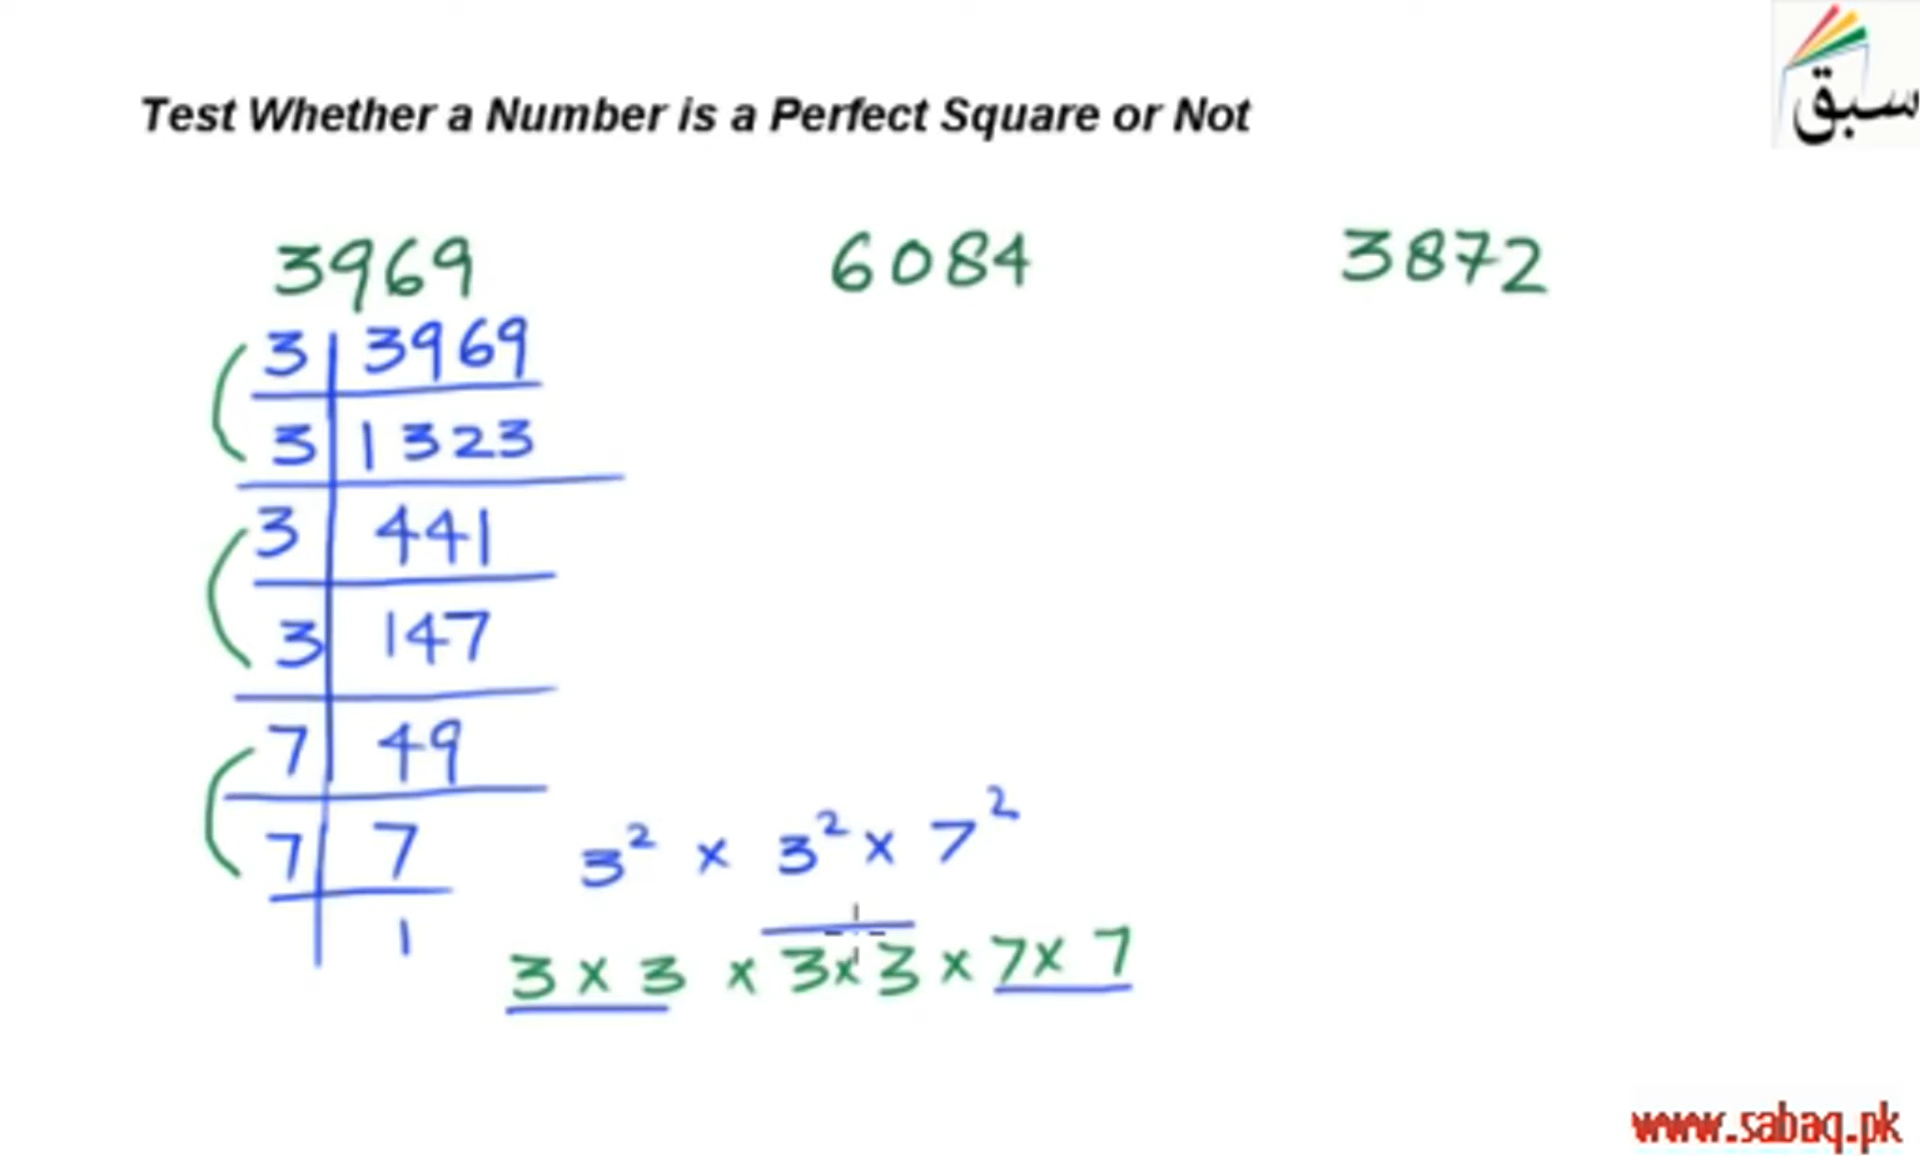 سبق
Test Whether a Number is a Perfect Square or Not
3969 6084 3872
3 3969
3 1323
3 441
3 147
7 49
7 7
1
3² × 3² × 7²
3 × 3 × 3×3 × 7× 7
www.sabaq.pk